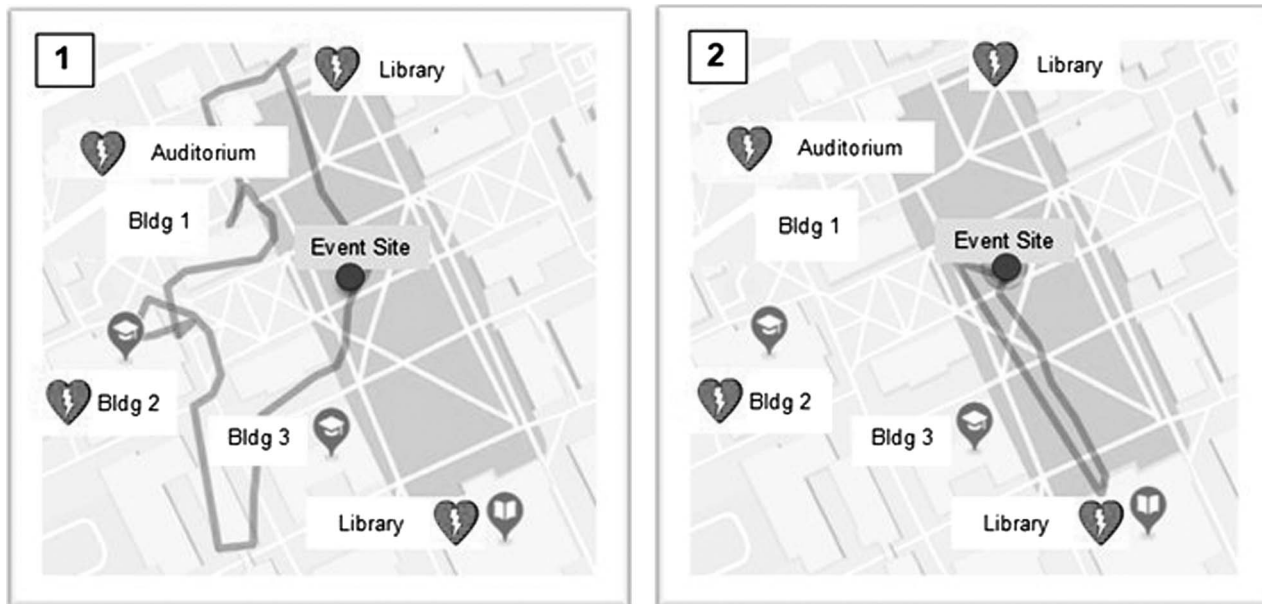 1
Library
Auditorium
Bldg 1
Event Site
Bldg 2
Bldg 3
Library
2
Library
Auditorium
Bldg 1
Event Site
Bldg 2
Bldg 3
Library